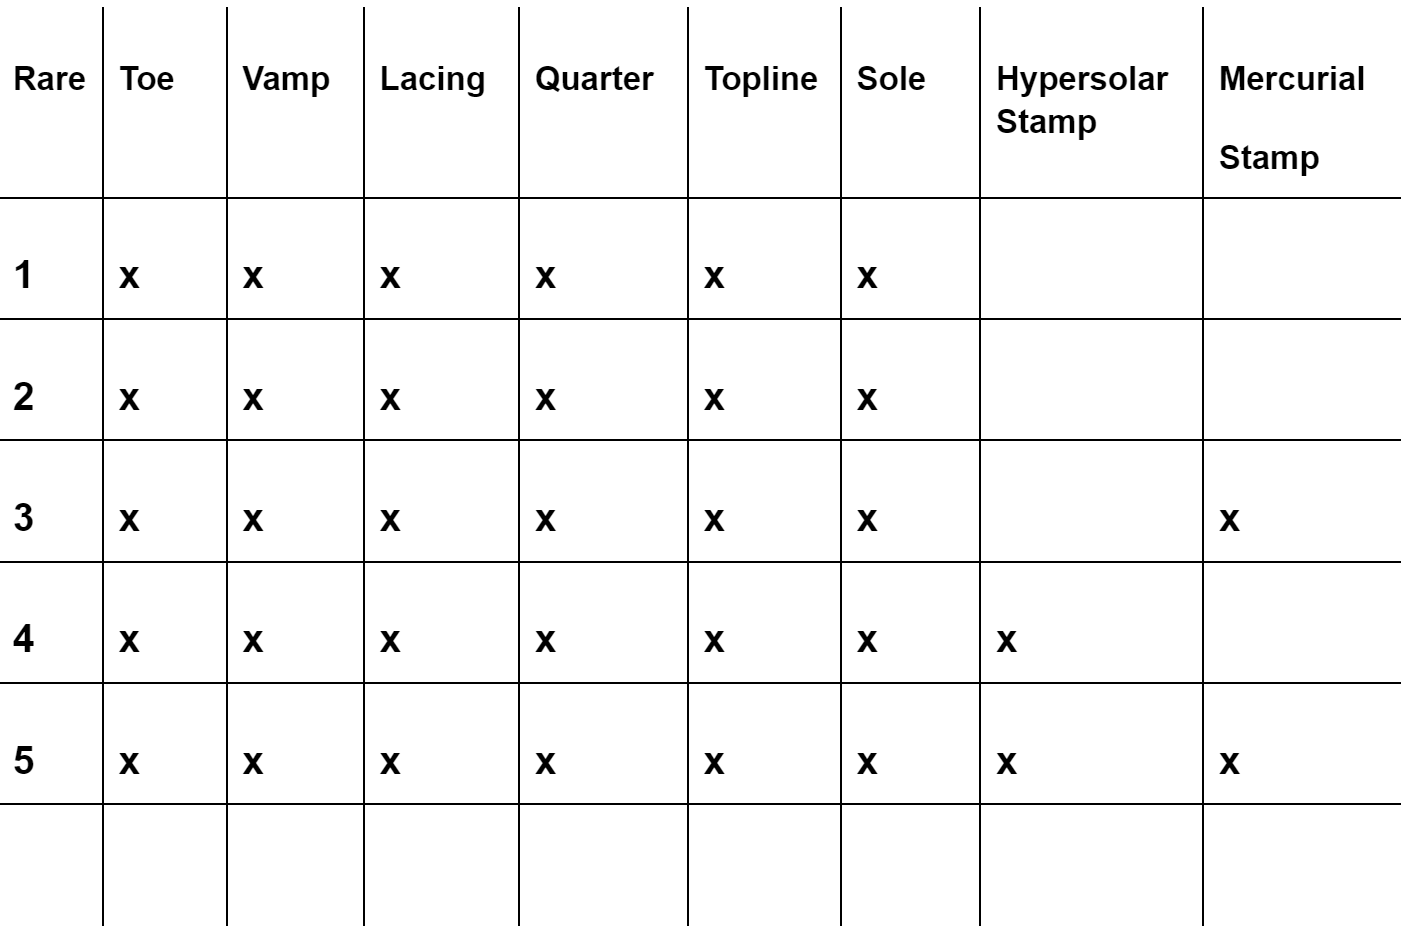 Rare Toe Vamp Lacing Quarter Topline Sole Hypersolar Stamp Mercurial Stamp
1 x x x x x x
2 x x x x x x
3 x x x x x x x
4 x x x x x x x
5 x x x x x x x x